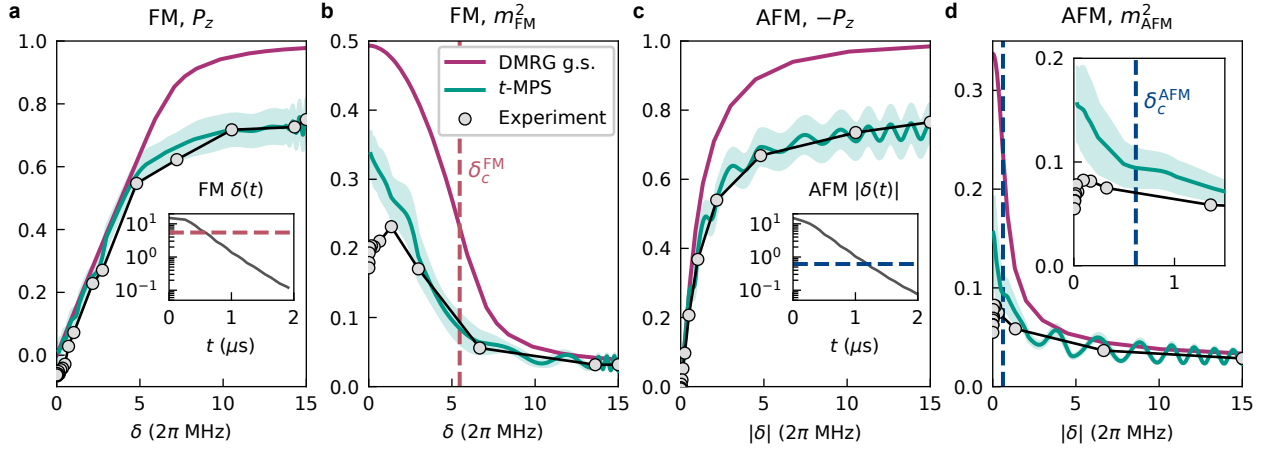 a FM, P_z
b FM, m²_FM
c AFM, −P_z
d AFM, m²_AFM
1.0
0.8
0.6
0.4
0.2
0.0
FM δ(t)
10¹
10⁰
10⁻¹
0 1 2
t (μs)
0 5 10 15
δ (2π MHz)
0.5
0.4
0.3
0.2
0.1
0.0
DMRG g.s.
t-MPS
Experiment
δ_c^FM
0 5 10 15
δ (2π MHz)
1.0
0.8
0.6
0.4
0.2
0.0
AFM |δ(t)|
10¹
10⁰
10⁻¹
0 1 2
t (μs)
0 5 10 15
|δ| (2π MHz)
0.3
0.2
0.1
0.0
0.2
0.1
0.0
δ_c^AFM
0 1
0 5 10 15
|δ| (2π MHz)